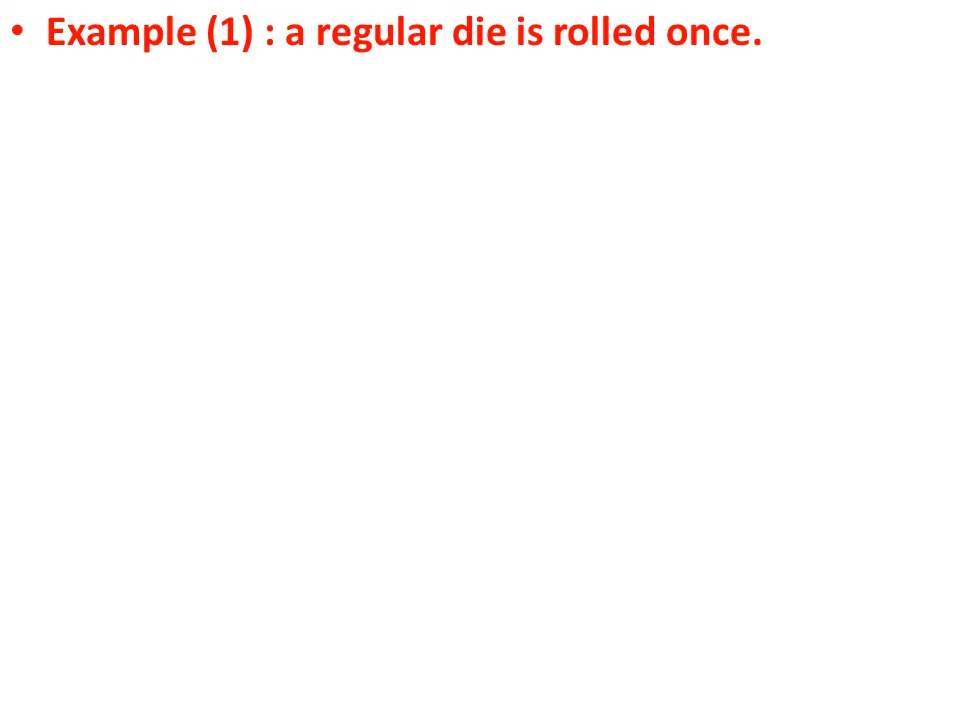 • Example (1) : a regular die is rolled once.